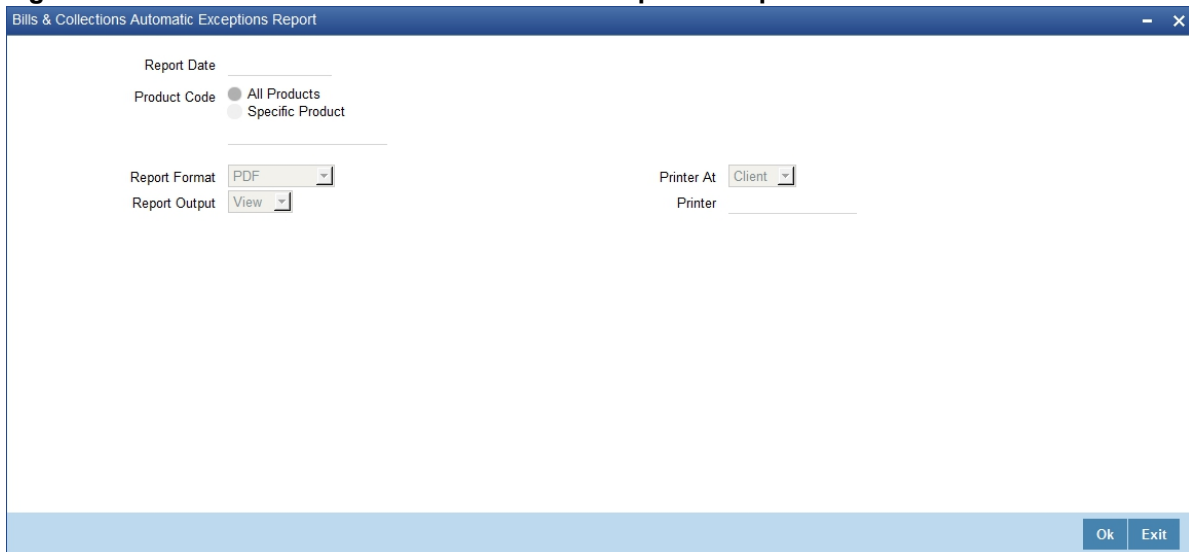 Bills & Collections Automatic Exceptions Report
Report Date
Product Code All Products
Specific Product
Report Format PDF Printer At Client
Report Output View Printer
Ok Exit